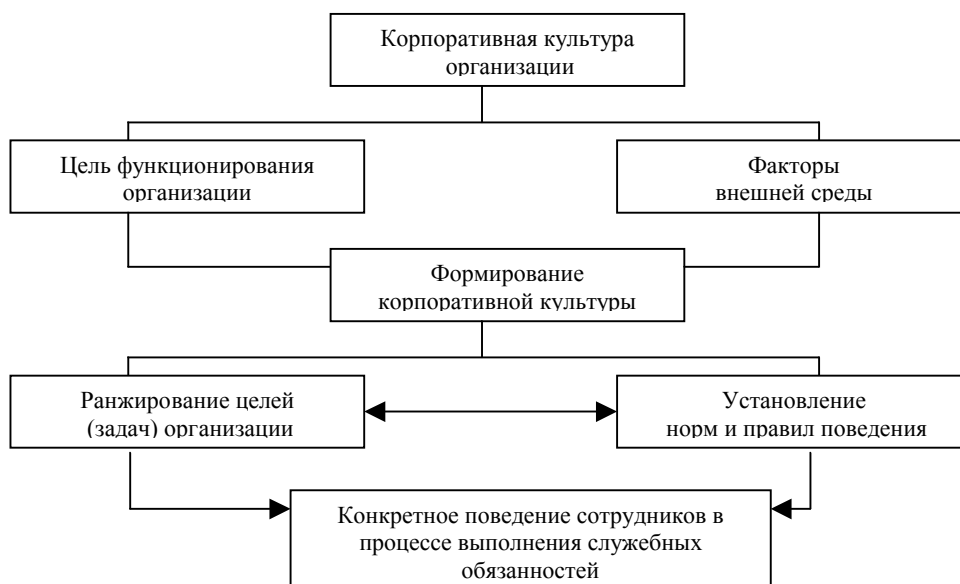 Корпоративная культура
организации
Цель функционирования
организации
Факторы
внешней среды
Формирование
корпоративной культуры
Ранжирование целей
(задач) организации
Установление
норм и правил поведения
Конкретное поведение сотрудников в
процессе выполнения служебных
обязанностей